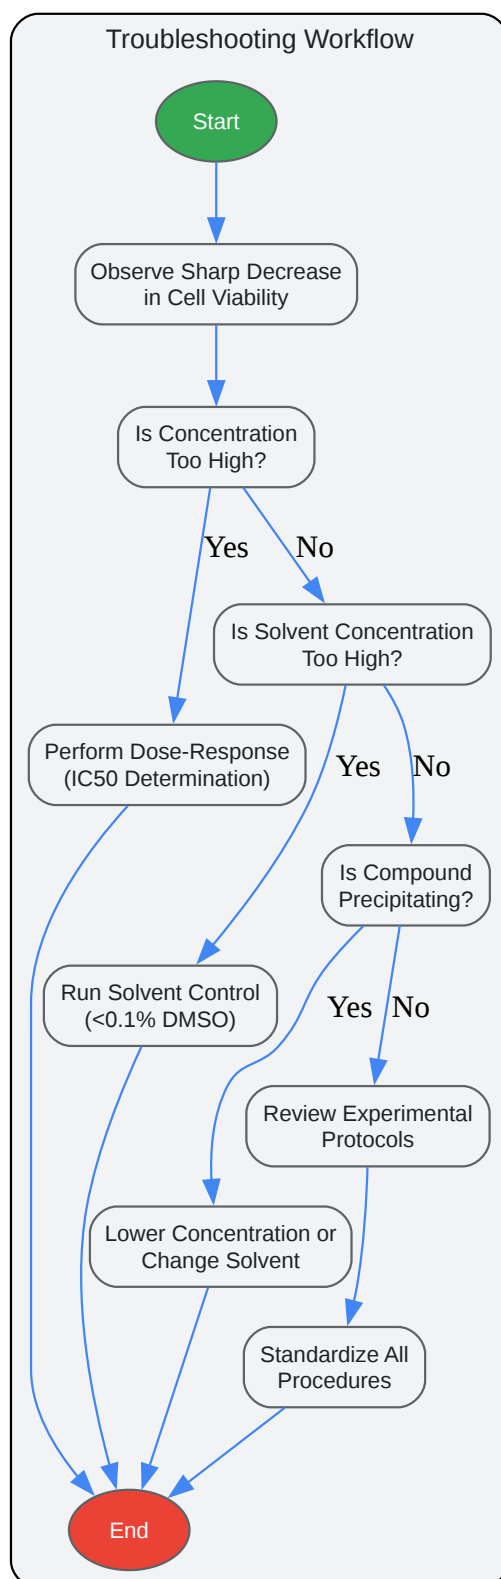 Troubleshooting Workflow
Start
Observe Sharp Decrease
in Cell Viability
Is Concentration
Too High?
Yes
No
Is Solvent Concentration
Too High?
Perform Dose-Response
(IC50 Determination)
Yes
No
Is Compound
Precipitating?
Run Solvent Control
(<0.1% DMSO)
Yes
No
Review Experimental
Protocols
Lower Concentration or
Change Solvent
Standardize All
Procedures
End